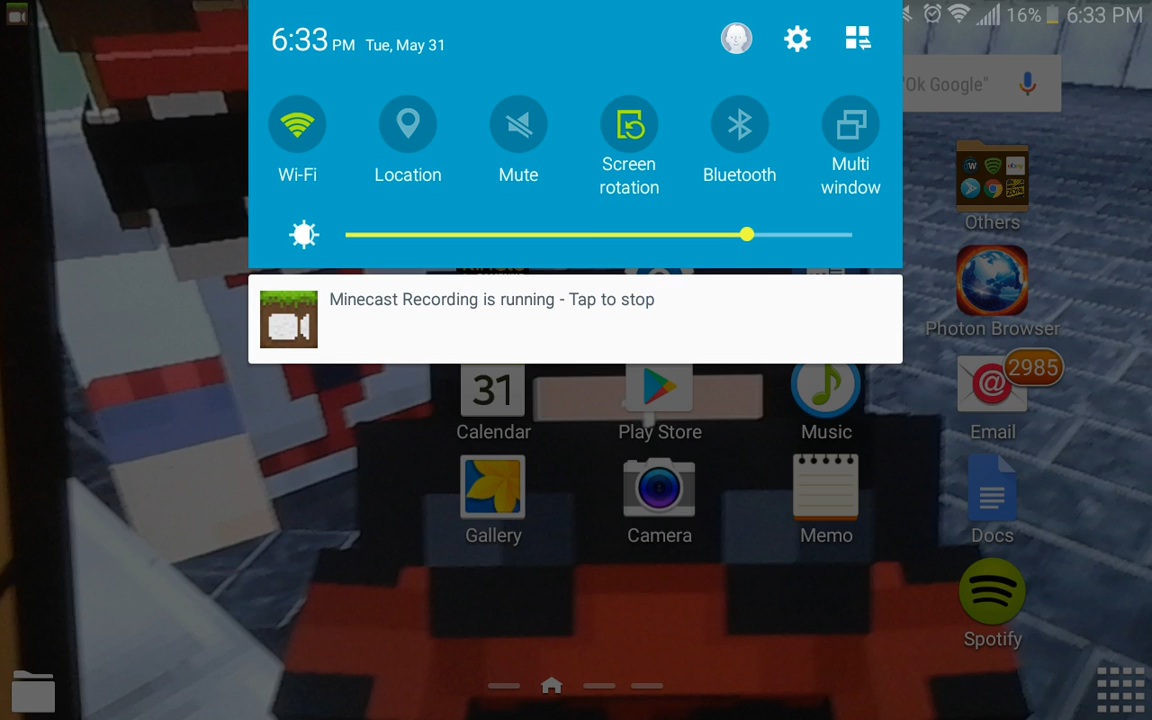 6:33 PM Tue, May 31
16% 6:33 PM
"Ok Google"
Wi-Fi
Location
Mute
Screen
rotation
Bluetooth
Multi
window
Others
Minecast Recording is running - Tap to stop
Photon Browser
2985
31
Calendar
Play Store
Music
Email
Gallery
Camera
Memo
Docs
Spotify